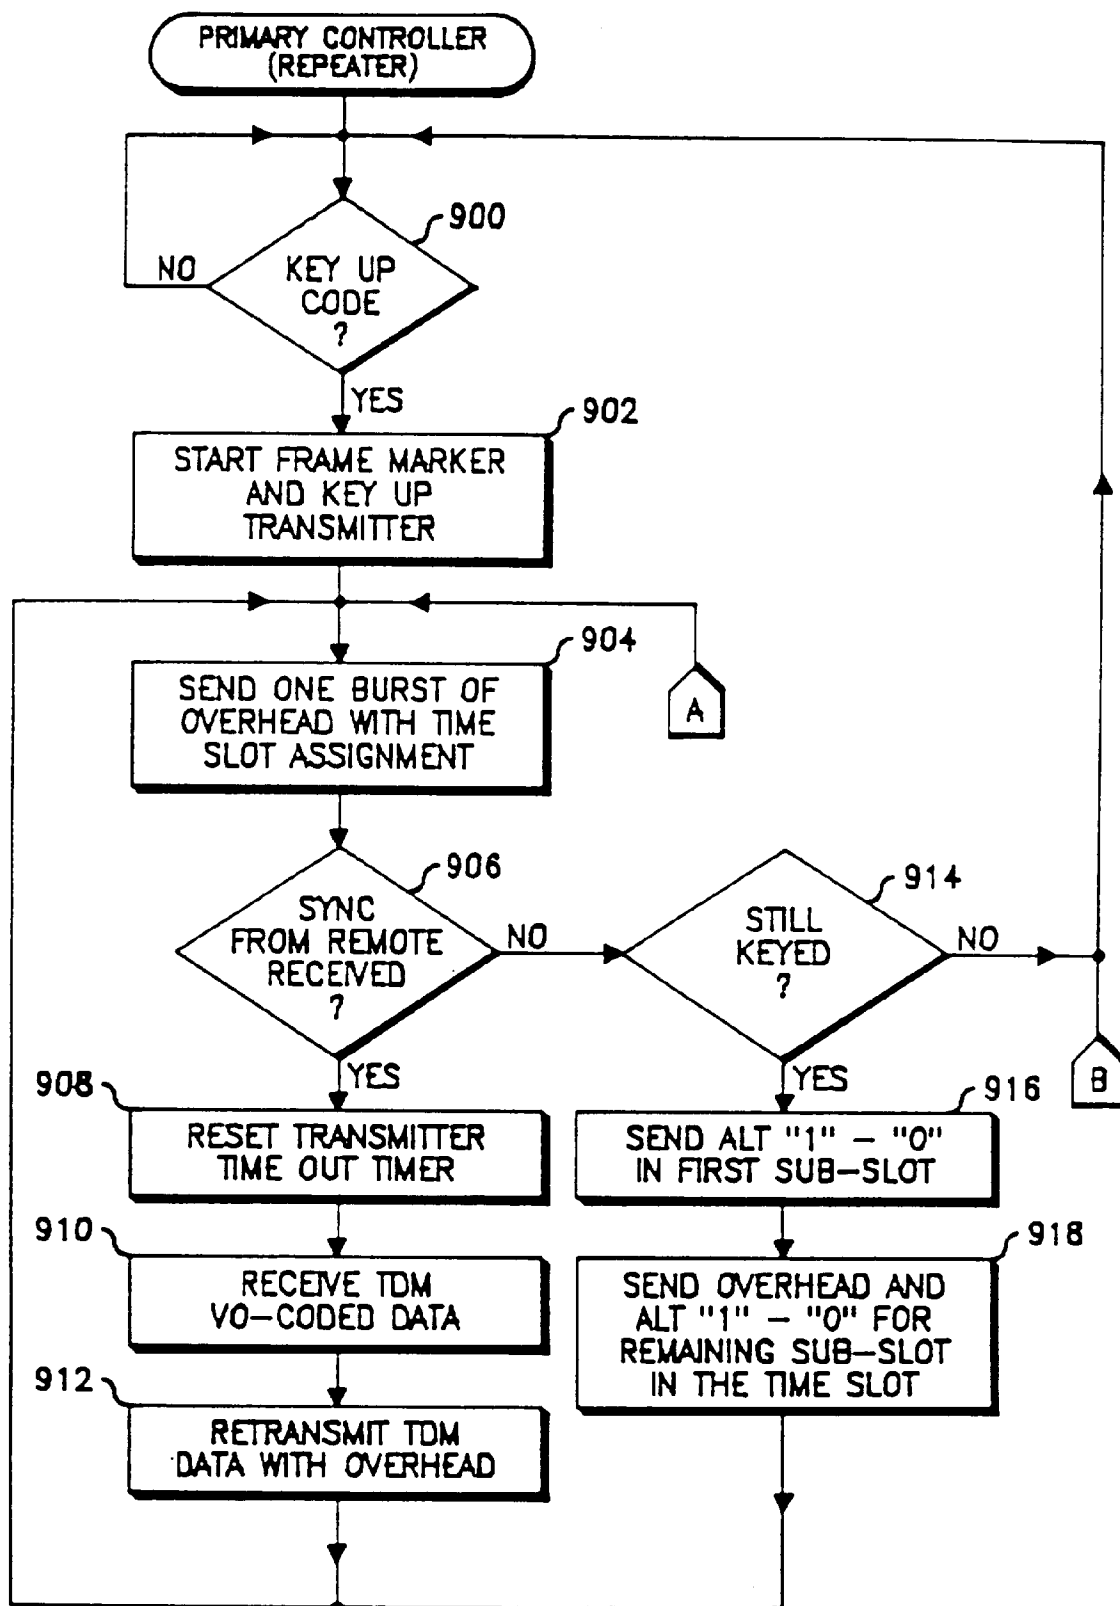 PRIMARY CONTROLLER
(REPEATER)
900
KEY UP
CODE
?
NO
YES
902
START FRAME MARKER
AND KEY UP
TRANSMITTER
904
SEND ONE BURST OF
OVERHEAD WITH TIME
SLOT ASSIGNMENT
A
906
SYNC
FROM REMOTE
RECEIVED
?
NO
YES
914
STILL
KEYED
?
NO
YES
B
908
RESET TRANSMITTER
TIME OUT TIMER
916
SEND ALT "1" - "0"
IN FIRST SUB-SLOT
910
RECEIVE TDM
VO-CODED DATA
918
SEND OVERHEAD AND
ALT "1" - "0" FOR
REMAINING SUB-SLOT
IN THE TIME SLOT
912
RETRANSMIT TDM
DATA WITH OVERHEAD